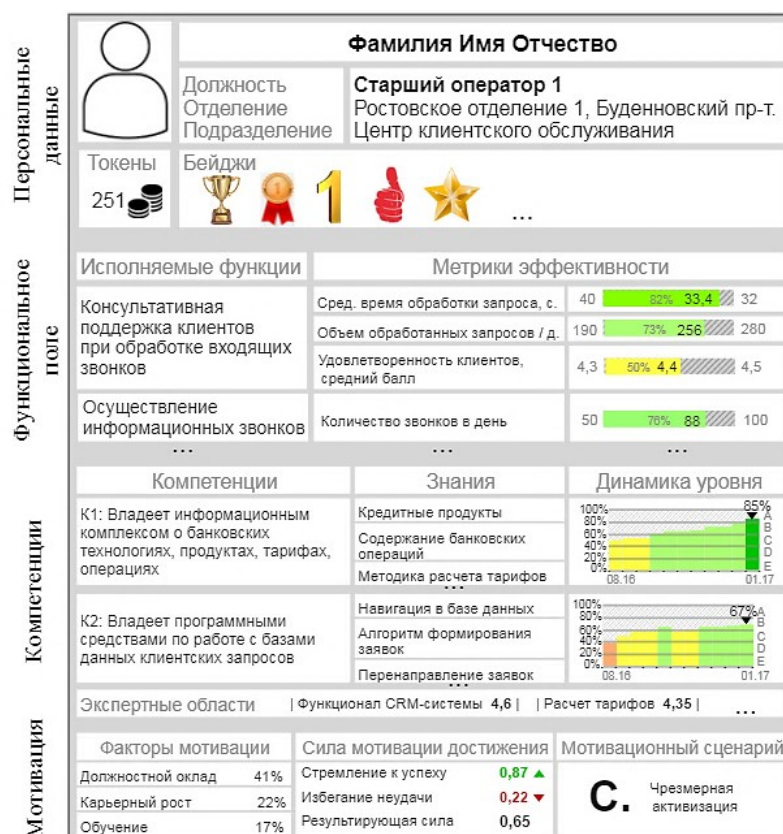 Персональные
данные
Фамилия Имя Отчество
Должность
Отделение
Подразделение
Старший оператор 1
Ростовское отделение 1, Буденновский пр-т.
Центр клиентского обслуживания
Токены
251
Бейджи
1
1
...
Функциональное
поле
Исполняемые функции
Метрики эффективности
Консультативная
поддержка клиентов
при обработке входящих
звонков
Сред. время обработки запроса, с.
40 82% 33,4 32
Объем обработанных запросов / д.
190 73% 256 280
Удовлетворенность клиентов,
средний балл
4,3 50% 4,4 4,5
Осуществление
информационных звонков
Количество звонков в день
50 76% 88 100
... ... ...
Компетенции
Компетенции
Знания
Динамика уровня
К1: Владеет информационным
комплексом о банковских
технологиях, продуктах, тарифах,
операциях
Кредитные продукты
Содержание банковских
операций
Методика расчета тарифов
...
85%
100% A
80% B
60% C
40% D
20%
0% E
08.16 01.17
К2: Владеет программными
средствами по работе с базами
данных клиентских запросов
Навигация в базе данных
Алгоритм формирования
заявок
Перенаправление заявок
...
67%
100% A
80% B
60% C
40% D
20%
0% E
08.16 01.17
Экспертные области | Функционал CRM-системы 4,6 | | Расчет тарифов 4,35 | ...
Мотивация
Факторы мотивации
Сила мотивации достижения
Мотивационный сценарий
Должностной оклад 41%
Карьерный рост 22%
Обучение 17%
Стремление к успеху 0,87 ▲
Избегание неудачи 0,22 ▼
Результирующая сила 0,65
C.
Чрезмерная
активизация